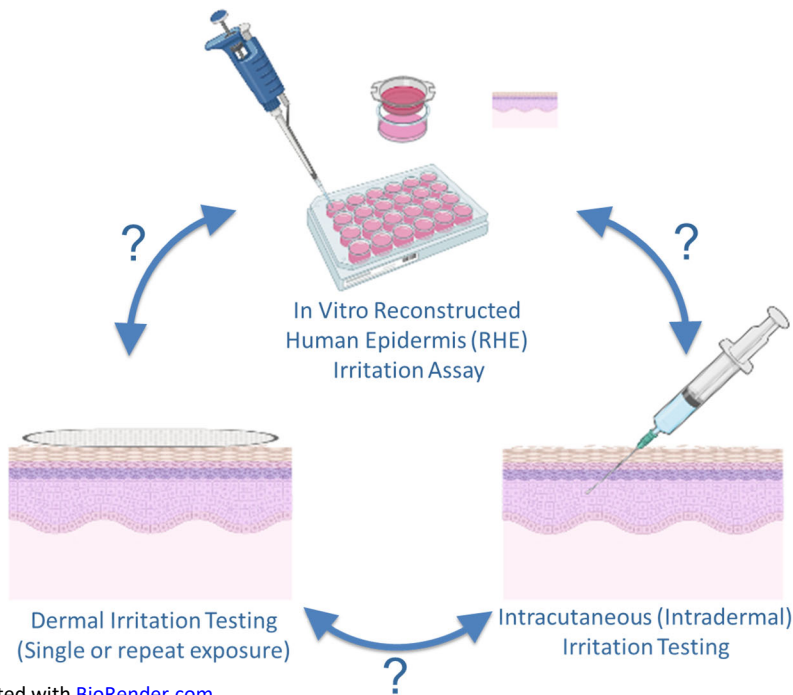 ?
?
In Vitro Reconstructed
Human Epidermis (RHE)
Irritation Assay
Dermal Irritation Testing
(Single or repeat exposure)
Intracutaneous (Intradermal)
Irritation Testing
?
with BioRender.com